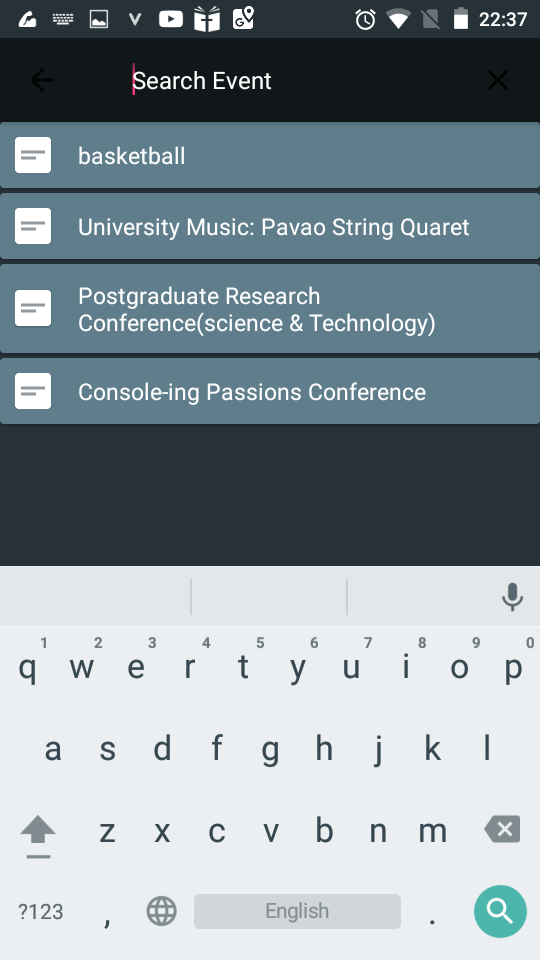 22:37
Search Event
basketball
University Music: Pavao String Quaret
Postgraduate Research
Conference(science & Technology)
Console-ing Passions Conference
1 2 3 4 5 6 7 8 9 0
q w e r t y u i o p
a s d f g h j k l
z x c v b n m
?123 , English .